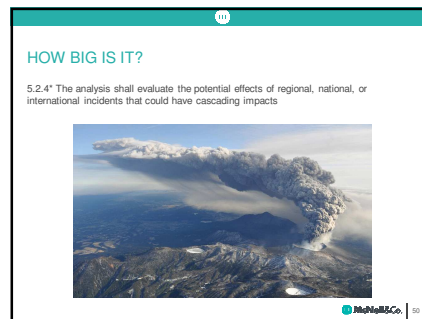 HOW BIG IS IT?
5.2.4* The analysis shall evaluate the potential effects of regional, national, or
international incidents that could have cascading impacts
McNeil&Co. 50